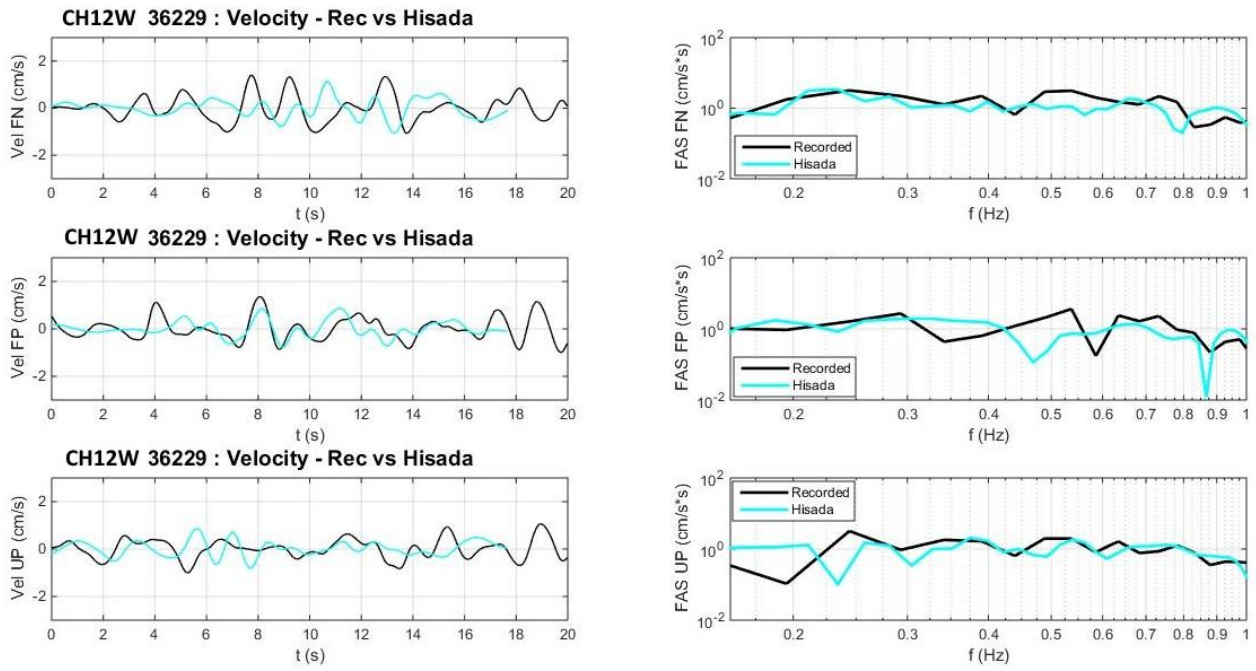 CH12W 36229 : Velocity - Rec vs Hisada
Vel FN (cm/s)
2
0
-2
0 2 4 6 8 10 12 14 16 18 20
t (s)
FAS FN (cm/s*s)
10^2
10^0
10^-2
Recorded
Hisada
0.2 0.3 0.4 0.5 0.6 0.7 0.8 0.9 1
f (Hz)
CH12W 36229 : Velocity - Rec vs Hisada
Vel FP (cm/s)
2
0
-2
0 2 4 6 8 10 12 14 16 18 20
t (s)
FAS FP (cm/s*s)
10^2
10^0
10^-2
Recorded
Hisada
0.2 0.3 0.4 0.5 0.6 0.7 0.8 0.9 1
f (Hz)
CH12W 36229 : Velocity - Rec vs Hisada
Vel UP (cm/s)
2
0
-2
0 2 4 6 8 10 12 14 16 18 20
t (s)
FAS UP (cm/s*s)
10^2
10^0
10^-2
Recorded
Hisada
0.2 0.3 0.4 0.5 0.6 0.7 0.8 0.9 1
f (Hz)